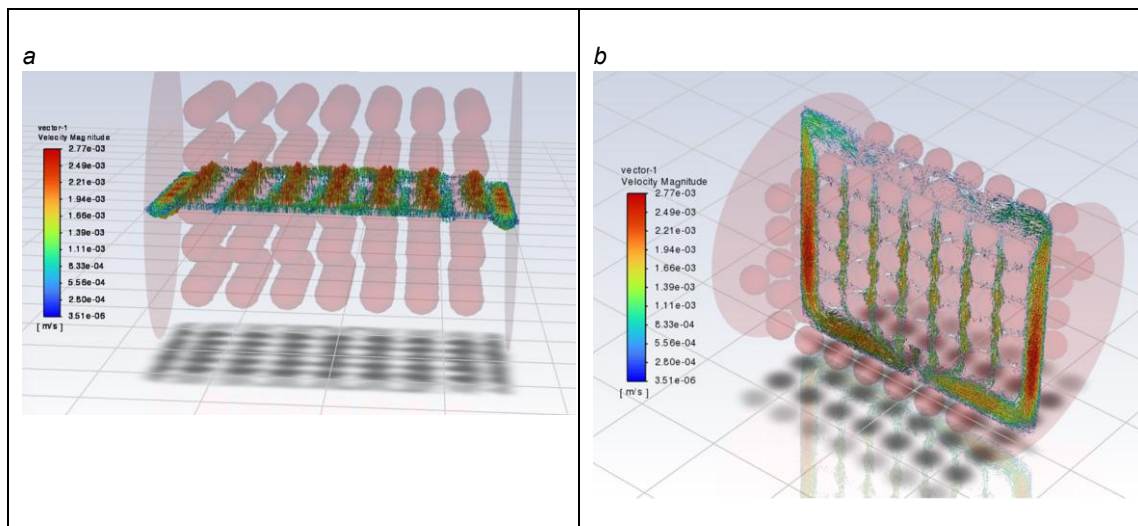 a
vector-1
Velocity Magnitude
2.77e-03
2.49e-03
2.21e-03
1.94e-03
1.66e-03
1.39e-03
1.11e-03
8.33e-04
5.56e-04
2.80e-04
3.51e-06
[ m/s ]
b
vector-1
Velocity Magnitude
2.77e-03
2.49e-03
2.21e-03
1.94e-03
1.66e-03
1.39e-03
1.11e-03
8.33e-04
5.56e-04
2.80e-04
3.51e-06
[ m/s ]